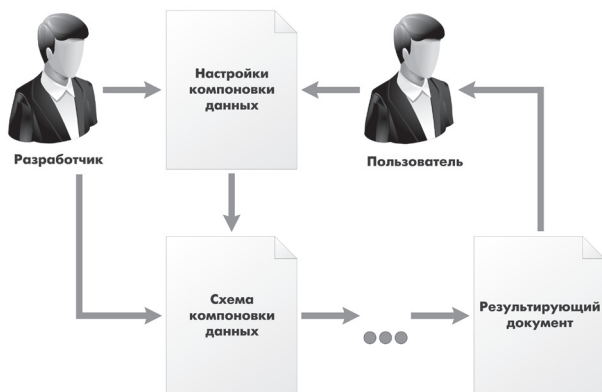 Настройки
компоновки
данных
Разработчик
Пользователь
Схема
компоновки
данных
Результирующий
документ